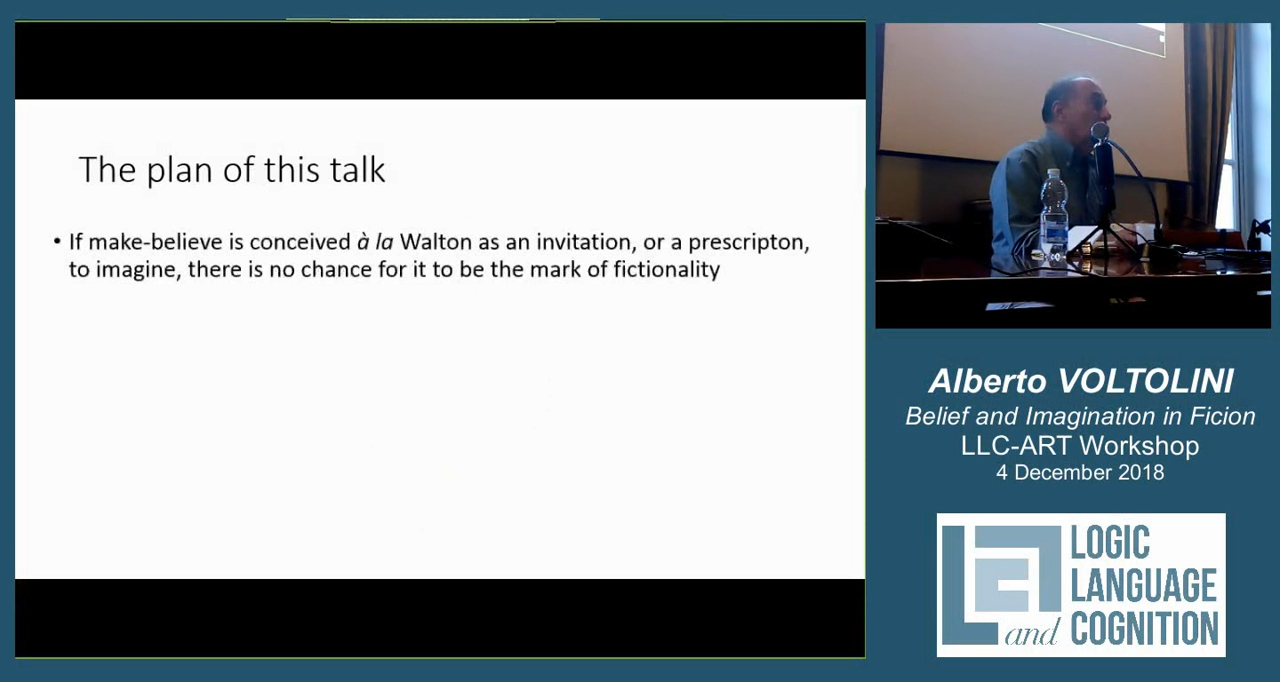 The plan of this talk
• If make-believe is conceived à la Walton as an invitation, or a prescripton,
to imagine, there is no chance for it to be the mark of fictionality
Alberto VOLTOLINI
Belief and Imagination in Ficion
LLC-ART Workshop
4 December 2018
LOGIC
LANGUAGE
and COGNITION